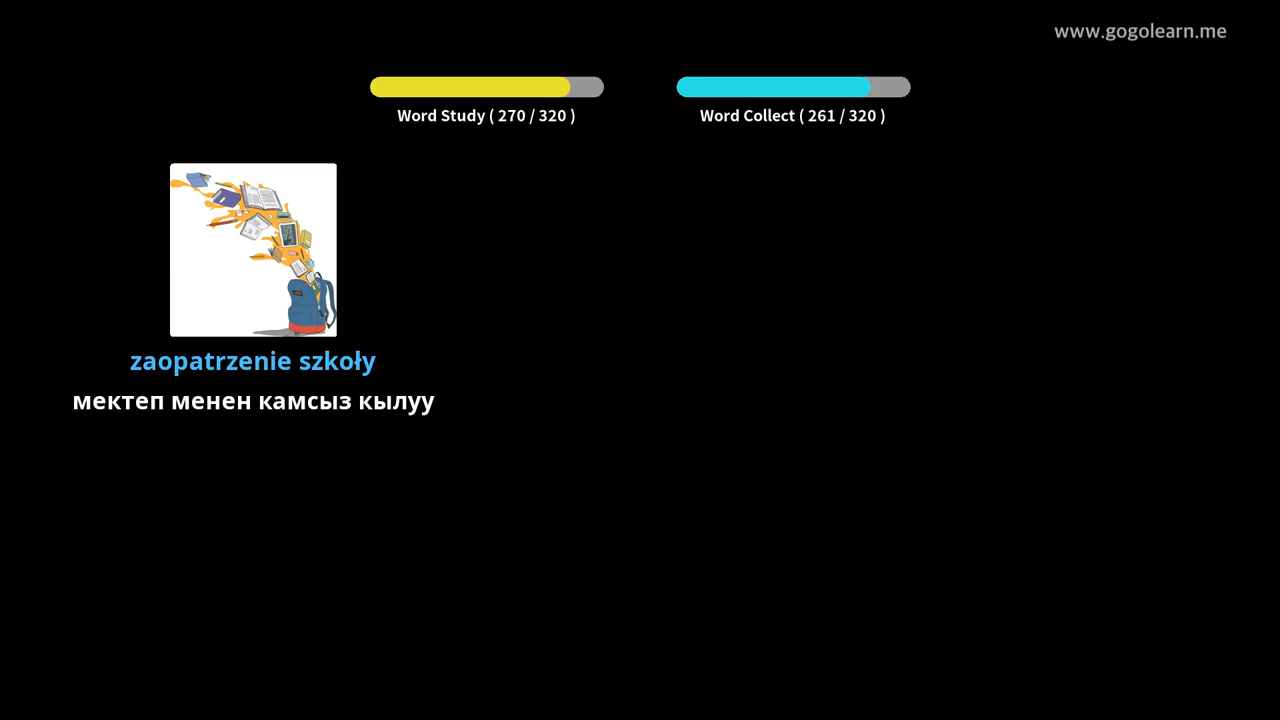 www.gogolearn.me
Word Study ( 270 / 320 )
Word Collect ( 261 / 320 )
zaopatrzenie szkoły
мектеп менен камсыз кылуу